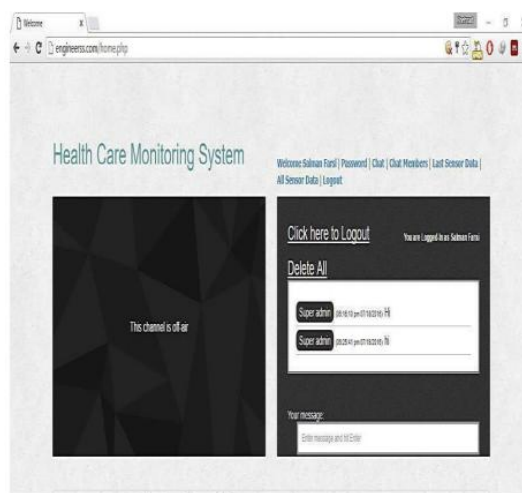 Welcome
engineerss.com/home.php
Health Care Monitoring System
Welcome Salman Farsi | Password | Chat | Chat Members | Last Sensor Data |
All Sensor Data | Logout
This channel is off-air
Click here to Logout
You are Logged in as Salman Farsi
Delete All
Super admin Hi
Super admin hi
Your message:
Enter message and hit Enter